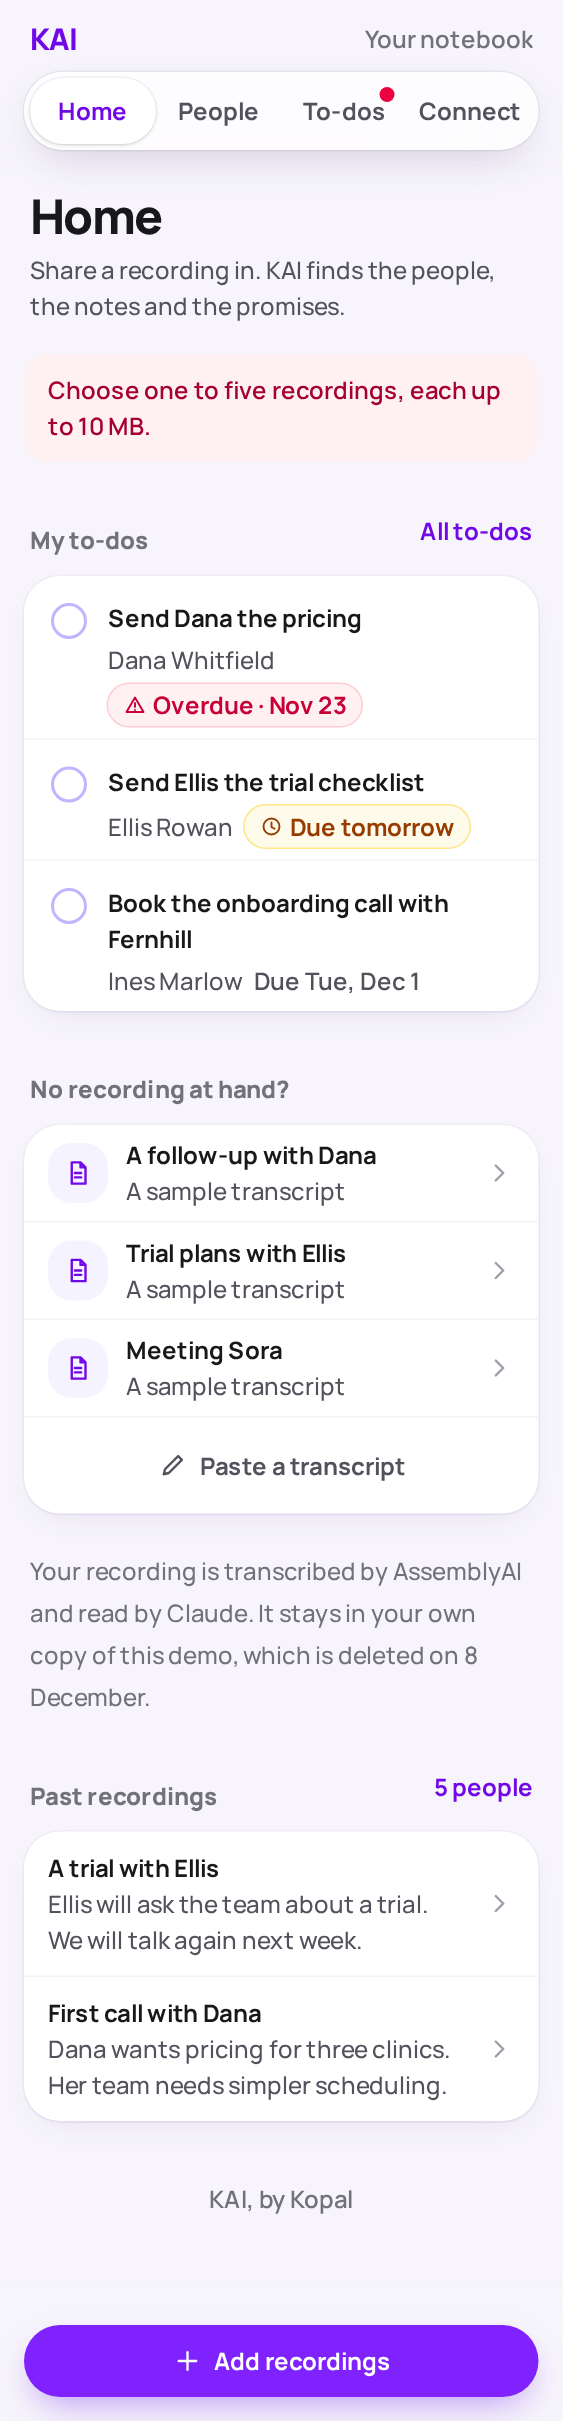 KAI
Your notebook
Home
People
To-dos
Connect
Home
Share a recording in. KAI finds the people,
the notes and the promises.
Choose one to five recordings, each up
to 10 MB.
My to-dos
All to-dos
Send Dana the pricing
Dana Whitfield
Overdue · Nov 23
Send Ellis the trial checklist
Ellis Rowan
Due tomorrow
Book the onboarding call with
Fernhill
Ines Marlow
Due Tue, Dec 1
No recording at hand?
A follow-up with Dana
A sample transcript
Trial plans with Ellis
A sample transcript
Meeting Sora
A sample transcript
Paste a transcript
Your recording is transcribed by AssemblyAI
and read by Claude. It stays in your own
copy of this demo, which is deleted on 8
December.
Past recordings
5 people
A trial with Ellis
Ellis will ask the team about a trial.
We will talk again next week.
First call with Dana
Dana wants pricing for three clinics.
Her team needs simpler scheduling.
KAI, by Kopal
Add recordings